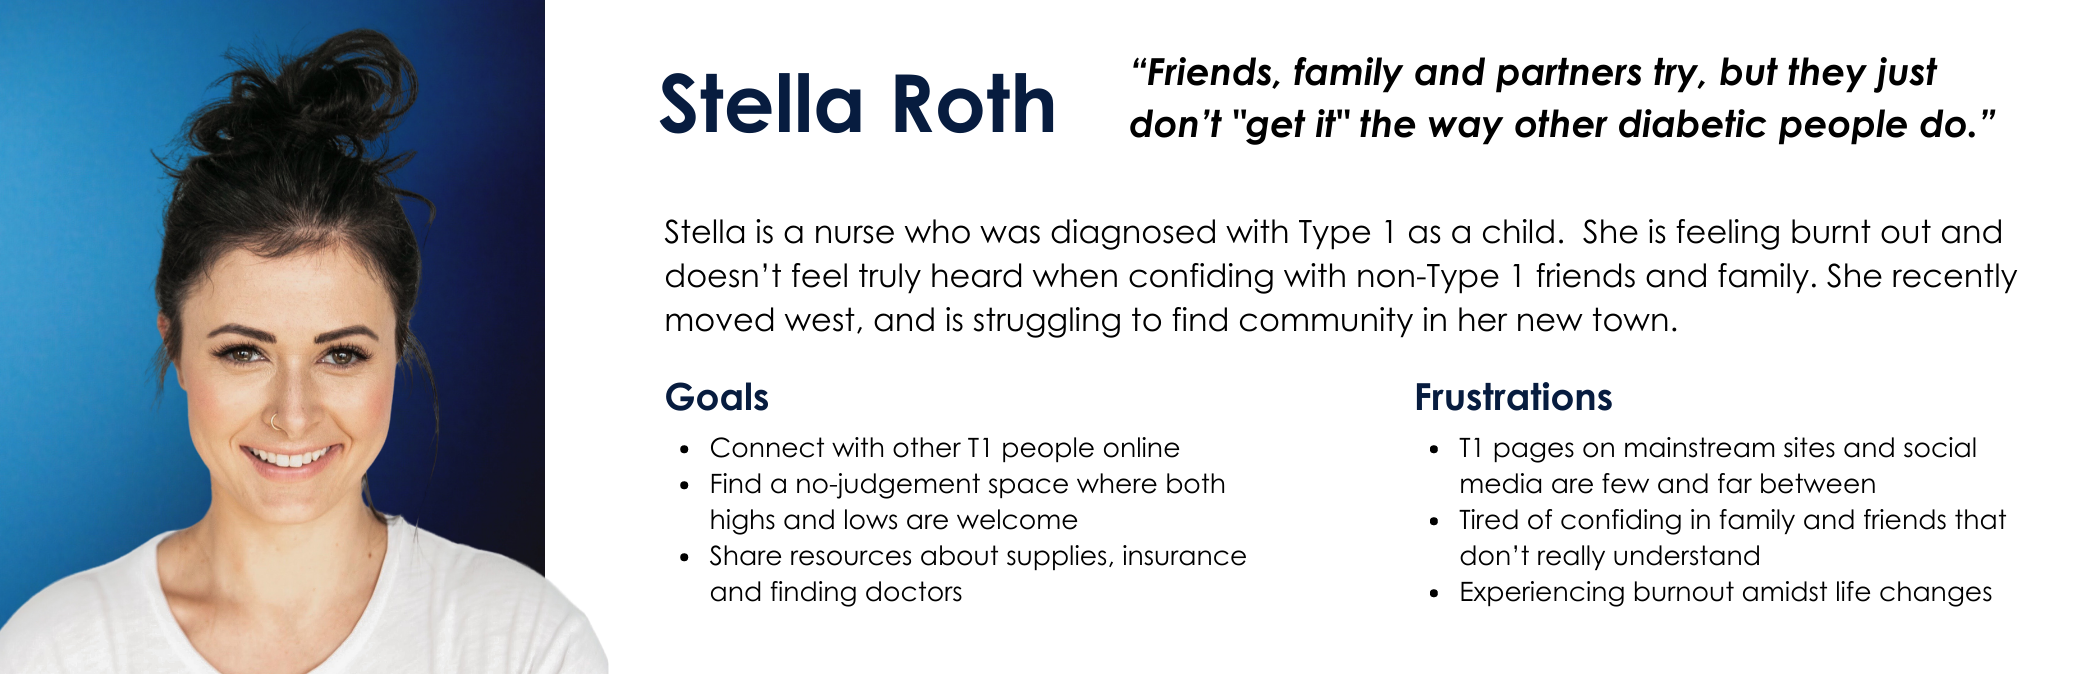 Stella Roth
“Friends, family and partners try, but they just
don’t "get it" the way other diabetic people do.”
Stella is a nurse who was diagnosed with Type 1 as a child.  She is feeling burnt out and
doesn’t feel truly heard when confiding with non-Type 1 friends and family. She recently
moved west, and is struggling to find community in her new town.
Goals
• Connect with other T1 people online
• Find a no-judgement space where both
highs and lows are welcome
• Share resources about supplies, insurance
and finding doctors
Frustrations
• T1 pages on mainstream sites and social
media are few and far between
• Tired of confiding in family and friends that
don’t really understand
• Experiencing burnout amidst life changes